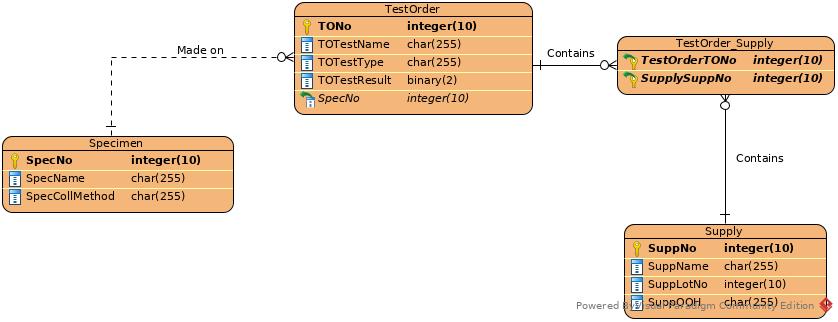 TestOrder
TONo integer(10)
TOTestName char(255)
TOTestType char(255)
TOTestResult binary(2)
SpecNo integer(10)
Made on
Contains
TestOrder_Supply
TestOrderTONo integer(10)
SupplySuppNo integer(10)
Contains
Specimen
SpecNo integer(10)
SpecName char(255)
SpecCollMethod char(255)
Supply
SuppNo integer(10)
SuppName char(255)
SuppLotNo integer(10)
SuppQOH char(255)
Powered By Visual Paradigm Community Edition